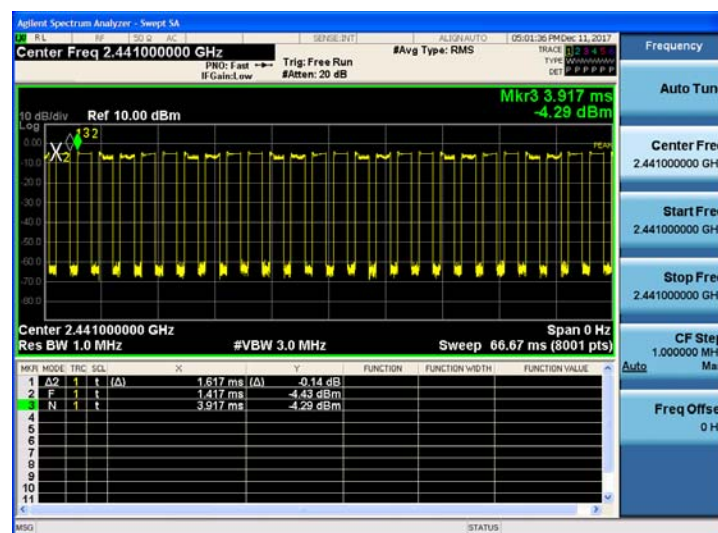 Agilent Spectrum Analyzer - Swept SA
RL RF 50 Ω AC SENSE:INT ALIGNAUTO 05:01:36 PM Dec 11, 2017
Center Freq 2.441000000 GHz
PNO: Fast
IFGain:Low
Trig: Free Run
#Atten: 20 dB
#Avg Type: RMS
TRACE 1 2 3 4 5 6
TYPE
DET P P P P P P
Mkr3 3.917 ms
-4.29 dBm
10 dB/div Ref 10.00 dBm
Log
0.00
-10.0
-20.0
-30.0
-40.0
-50.0
-60.0
-70.0
-80.0
X2
132
PEAK
Center 2.441000000 GHz Span 0 Hz
Res BW 1.0 MHz #VBW 3.0 MHz Sweep 66.67 ms (8001 pts)
MKR MODE TRC SCL X Y FUNCTION FUNCTION WIDTH FUNCTION VALUE
1 Δ2 1 t (Δ) 1.617 ms (Δ) -0.14 dB
2 F 1 t 1.417 ms -4.43 dBm
3 N 1 t 3.917 ms -4.29 dBm
4
5
6
7
8
9
10
11
MSG STATUS
Frequency
Auto Tun
Center Fre
2.441000000 GH
Start Fre
2.441000000 GH
Stop Fre
2.441000000 GH
CF Step
1.000000 MH
Auto Ma
Freq Offse
0 H